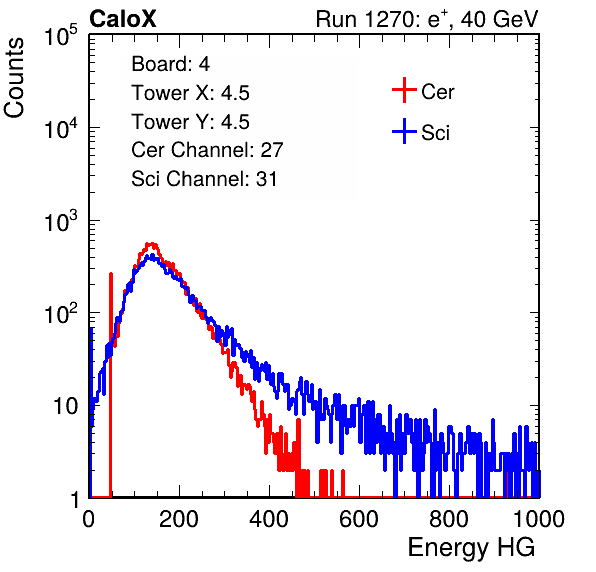 CaloX
Run 1270: e⁺, 40 GeV
Counts
10⁵
10⁴
10³
10²
10
1
Board: 4
Tower X: 4.5
Tower Y: 4.5
Cer Channel: 27
Sci Channel: 31
Cer
Sci
0 200 400 600 800 1000
Energy HG